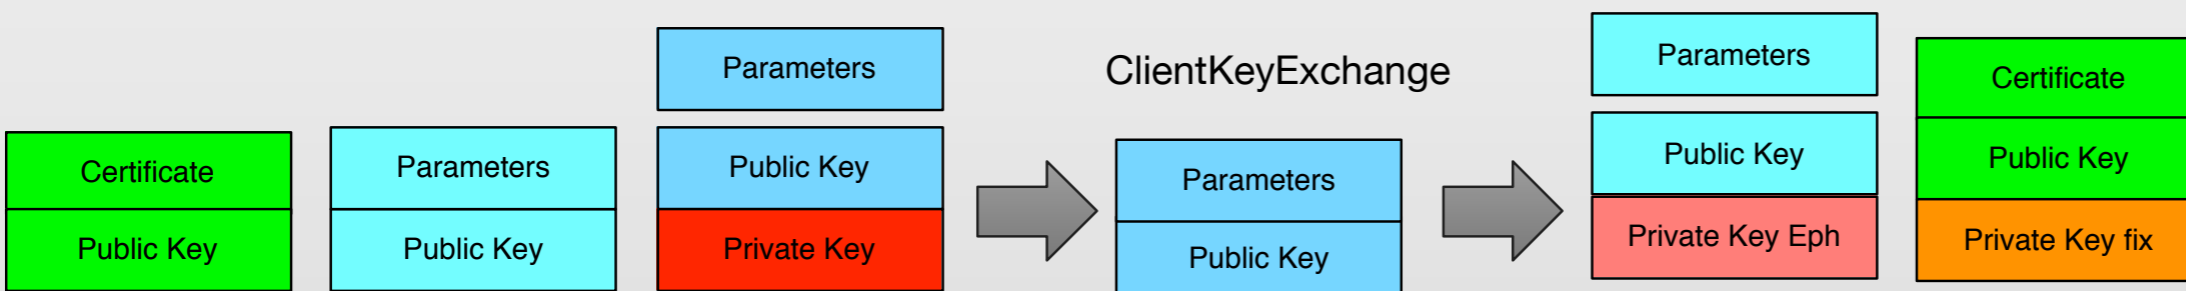 Certificate
Public Key
Parameters
Public Key
Parameters
Public Key
Private Key
ClientKeyExchange
Parameters
Public Key
Parameters
Public Key
Private Key Eph
Certificate
Public Key
Private Key fix